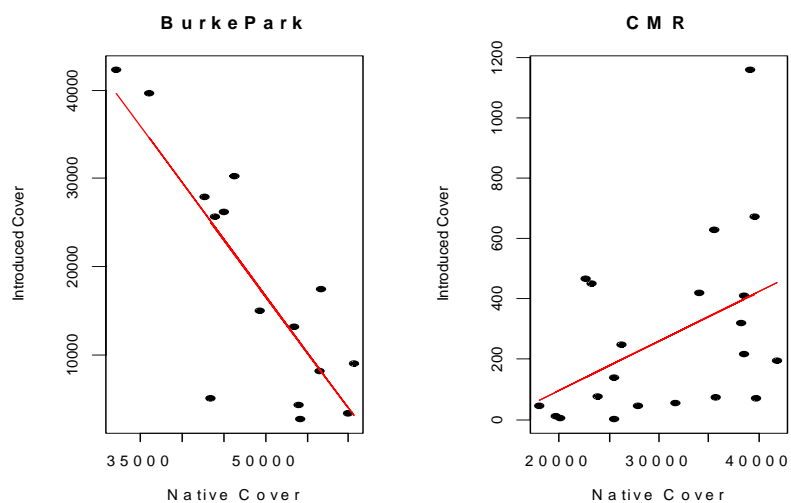 BurkePark
Introduced Cover
40000
30000
20000
10000
35000 50000
Native Cover
CMR
Introduced Cover
1200
1000
800
600
400
200
0
20000 30000 40000
Native Cover